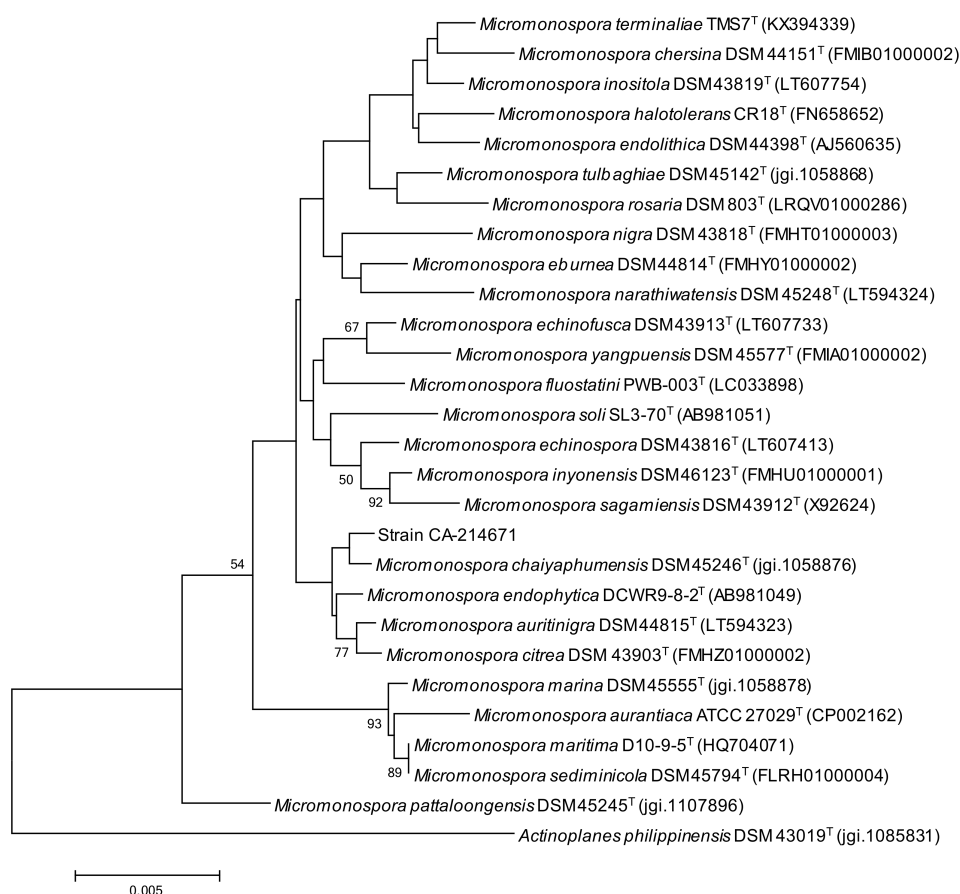 Micromonospora terminaliae TMS7ᵀ (KX394339)
Micromonospora chersina DSM 44151ᵀ (FMIB01000002)
Micromonospora inositola DSM43819ᵀ (LT607754)
Micromonospora halotolerans CR18ᵀ (FN658652)
Micromonospora endolithica DSM44398ᵀ (AJ560635)
Micromonospora tulbaghiae DSM45142ᵀ (jgi.1058868)
Micromonospora rosaria DSM 803ᵀ (LRQV01000286)
Micromonospora nigra DSM 43818ᵀ (FMHT01000003)
Micromonospora eburnea DSM44814ᵀ (FMHY01000002)
Micromonospora narathiwatensis DSM 45248ᵀ (LT594324)
67 Micromonospora echinofusca DSM43913ᵀ (LT607733)
Micromonospora yangpuensis DSM 45577ᵀ (FMIA01000002)
Micromonospora fluostatini PWB-003ᵀ (LC033898)
Micromonospora soli SL3-70ᵀ (AB981051)
Micromonospora echinospora DSM43816ᵀ (LT607413)
50 Micromonospora inyonensis DSM46123ᵀ (FMHU01000001)
92 Micromonospora sagamiensis DSM43912ᵀ (X92624)
Strain CA-214671
54 Micromonospora chaiyaphumensis DSM45246ᵀ (jgi.1058876)
Micromonospora endophytica DCWR9-8-2ᵀ (AB981049)
Micromonospora auritinigra DSM44815ᵀ (LT594323)
77 Micromonospora citrea DSM 43903ᵀ (FMHZ01000002)
Micromonospora marina DSM45555ᵀ (jgi.1058878)
93 Micromonospora aurantiaca ATCC 27029ᵀ (CP002162)
Micromonospora maritima D10-9-5ᵀ (HQ704071)
89 Micromonospora sediminicola DSM45794ᵀ (FLRH01000004)
Micromonospora pattaloongensis DSM45245ᵀ (jgi.1107896)
Actinoplanes philippinensis DSM 43019ᵀ (jgi.1085831)
0.005